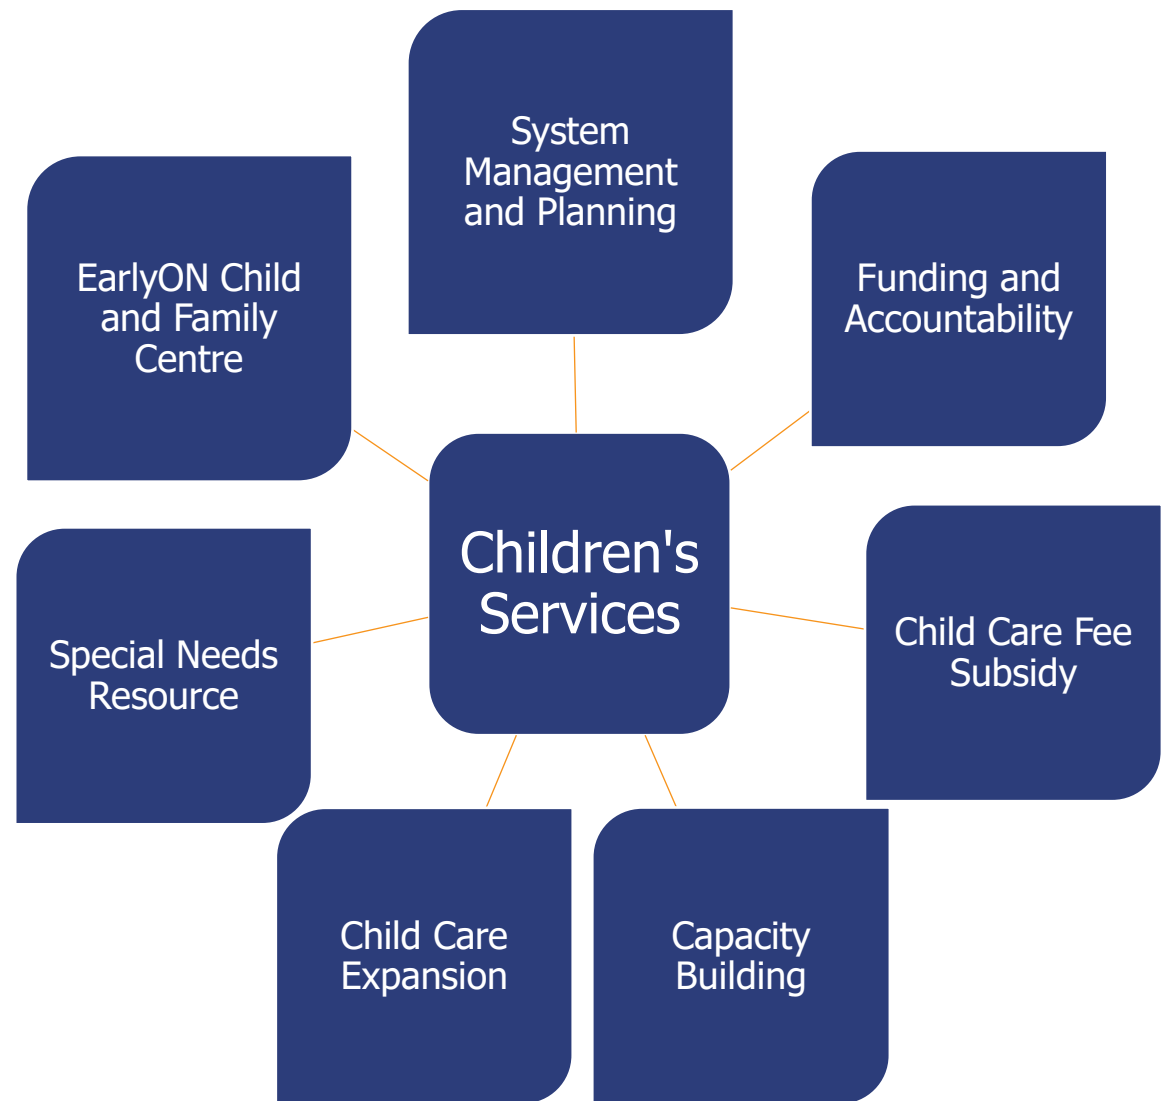 System
Management
and Planning
EarlyON Child
and Family
Centre
Funding and
Accountability
Children's
Services
Special Needs
Resource
Child Care Fee
Subsidy
Child Care
Expansion
Capacity
Building